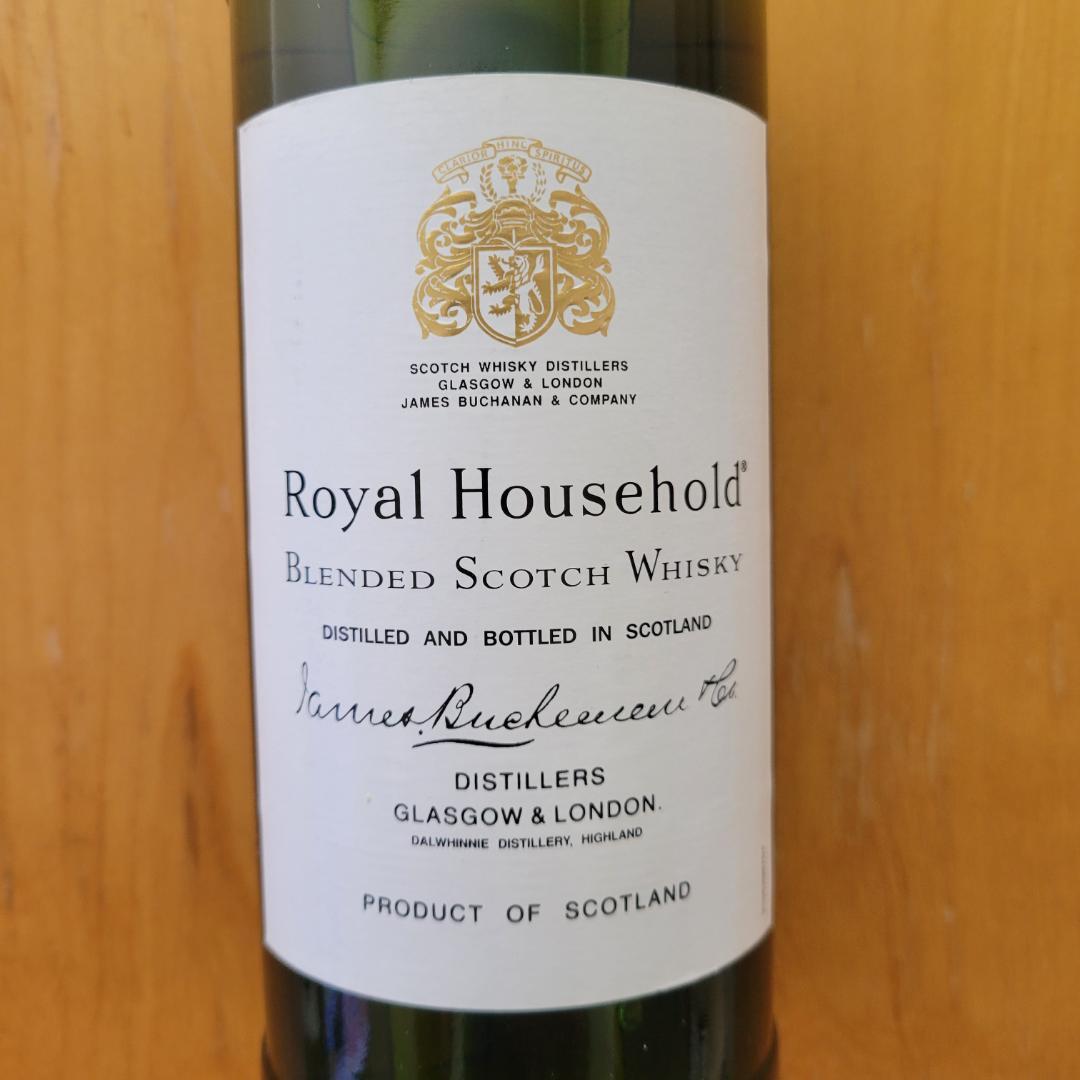 CLARIOR HINC SPIRITUS
SCOTCH WHISKY DISTILLERS
GLASGOW & LONDON
JAMES BUCHANAN & COMPANY
Royal Household®
BLENDED SCOTCH WHISKY
DISTILLED AND BOTTLED IN SCOTLAND
James Buchanan & Co.
DISTILLERS
GLASGOW & LONDON.
DALWHINNIE DISTILLERY, HIGHLAND
PRODUCT OF SCOTLAND